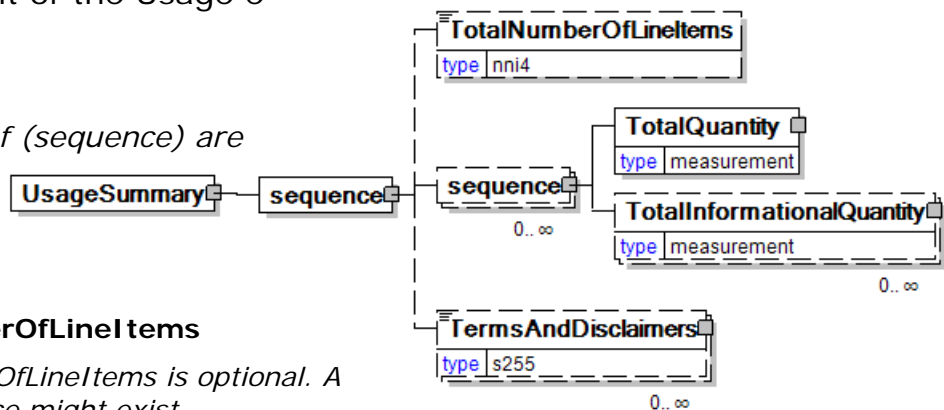 nt of the Usage
TotalNumberOfLineItems
type nni4
f (sequence) are
TotalQuantity
type measurement
UsageSummary
sequence
sequence
0.. ∞
TotalInformationalQuantity
type measurement
0.. ∞
erOfLineItems
OfLineItems is optional. A
se might exist
TermsAndDisclaimers
type s255
0.. ∞